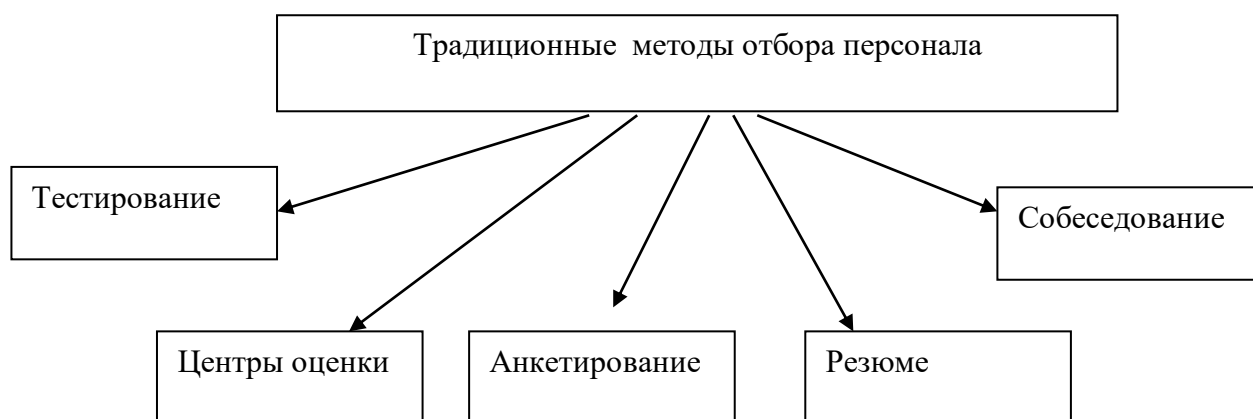 Традиционные методы отбора персонала
Тестирование
Собеседование
Центры оценки
Анкетирование
Резюме